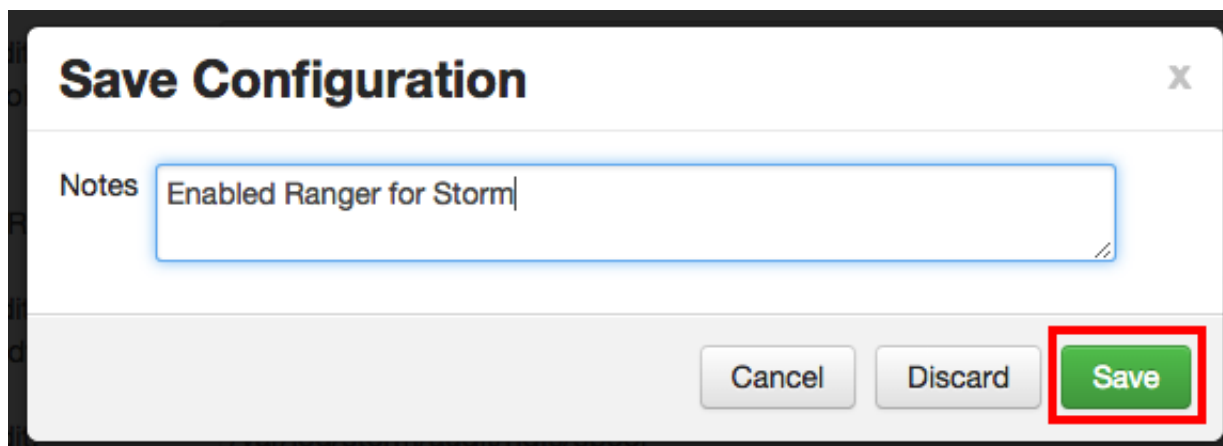 Save Configuration
x
Notes
Enabled Ranger for Storm
Cancel Discard Save